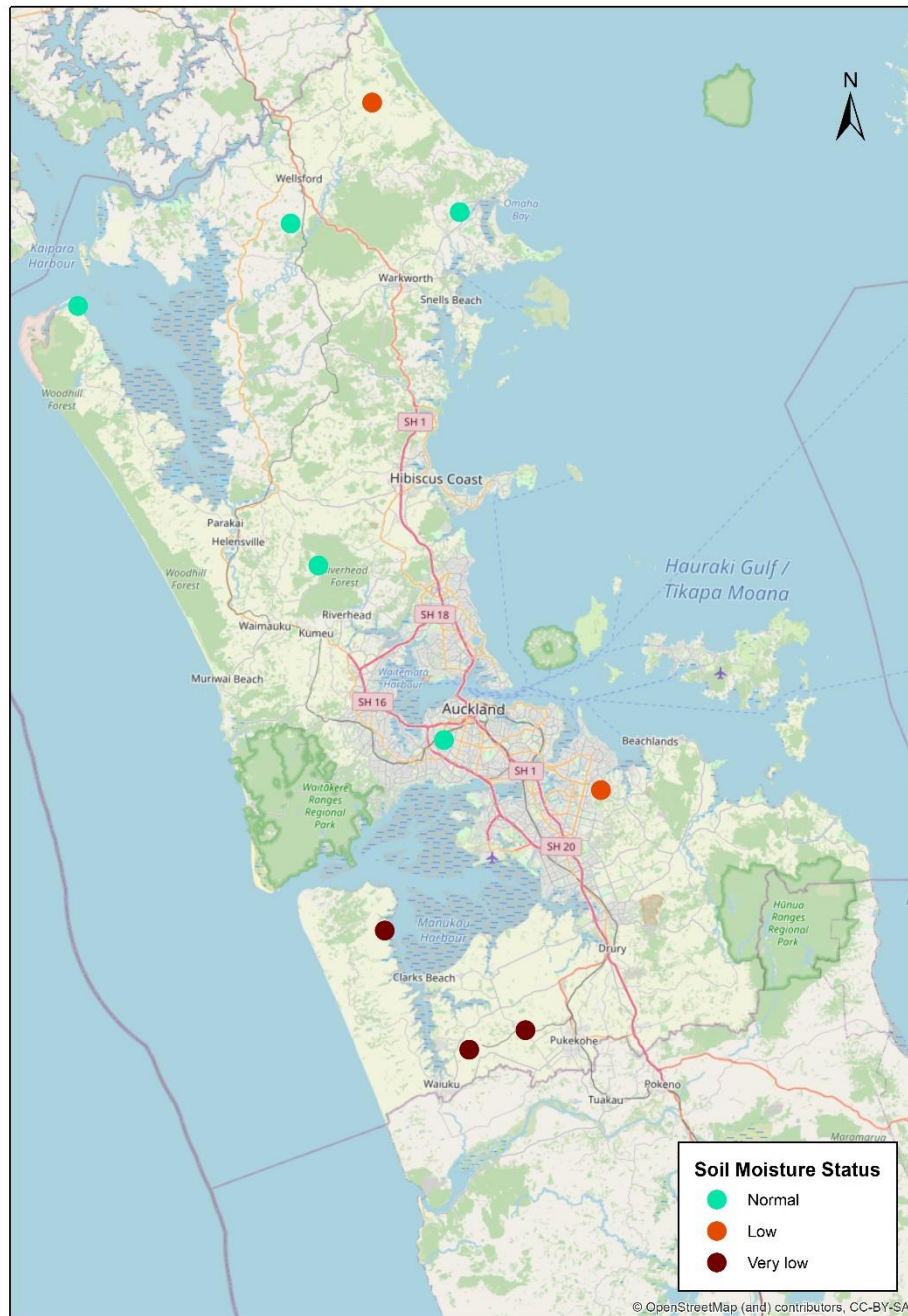 N
Wellsford
Omaha
Bay
Kaipara
Harbour
Warkworth
Snells Beach
Woodhill
Forest
SH 1
Hibiscus Coast
Parakai
Helensville
Hauraki Gulf /
Tīkapa Moana
Woodhill
Forest
Riverhead
Forest
Riverhead
SH 18
Waimauku
Kumeu
Waitematā
Harbour
Muriwai Beach
SH 16
Auckland
Beachlands
SH 1
Waitākere
Ranges
Regional
Park
SH 20
Hūnua
Ranges
Regional
Park
Manukau
Harbour
Drury
Clarks Beach
Pukekohe
Waiuku
Pokeno
Tuakau
Maramarua
Soil Moisture Status
Normal
Low
Very low
© OpenStreetMap (and) contributors, CC-BY-SA